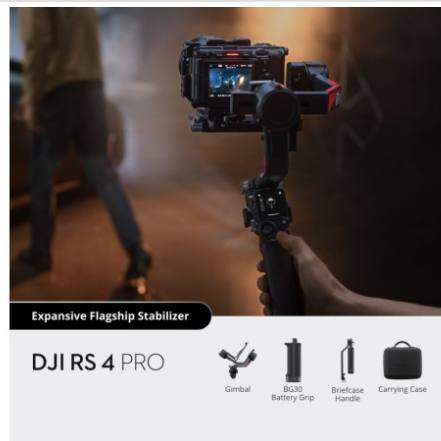 Expansive Flagship Stabilizer
DJI RS 4 PRO
Gimbal
BG30
Battery Grip
Briefcase
Handle
Carrying Case